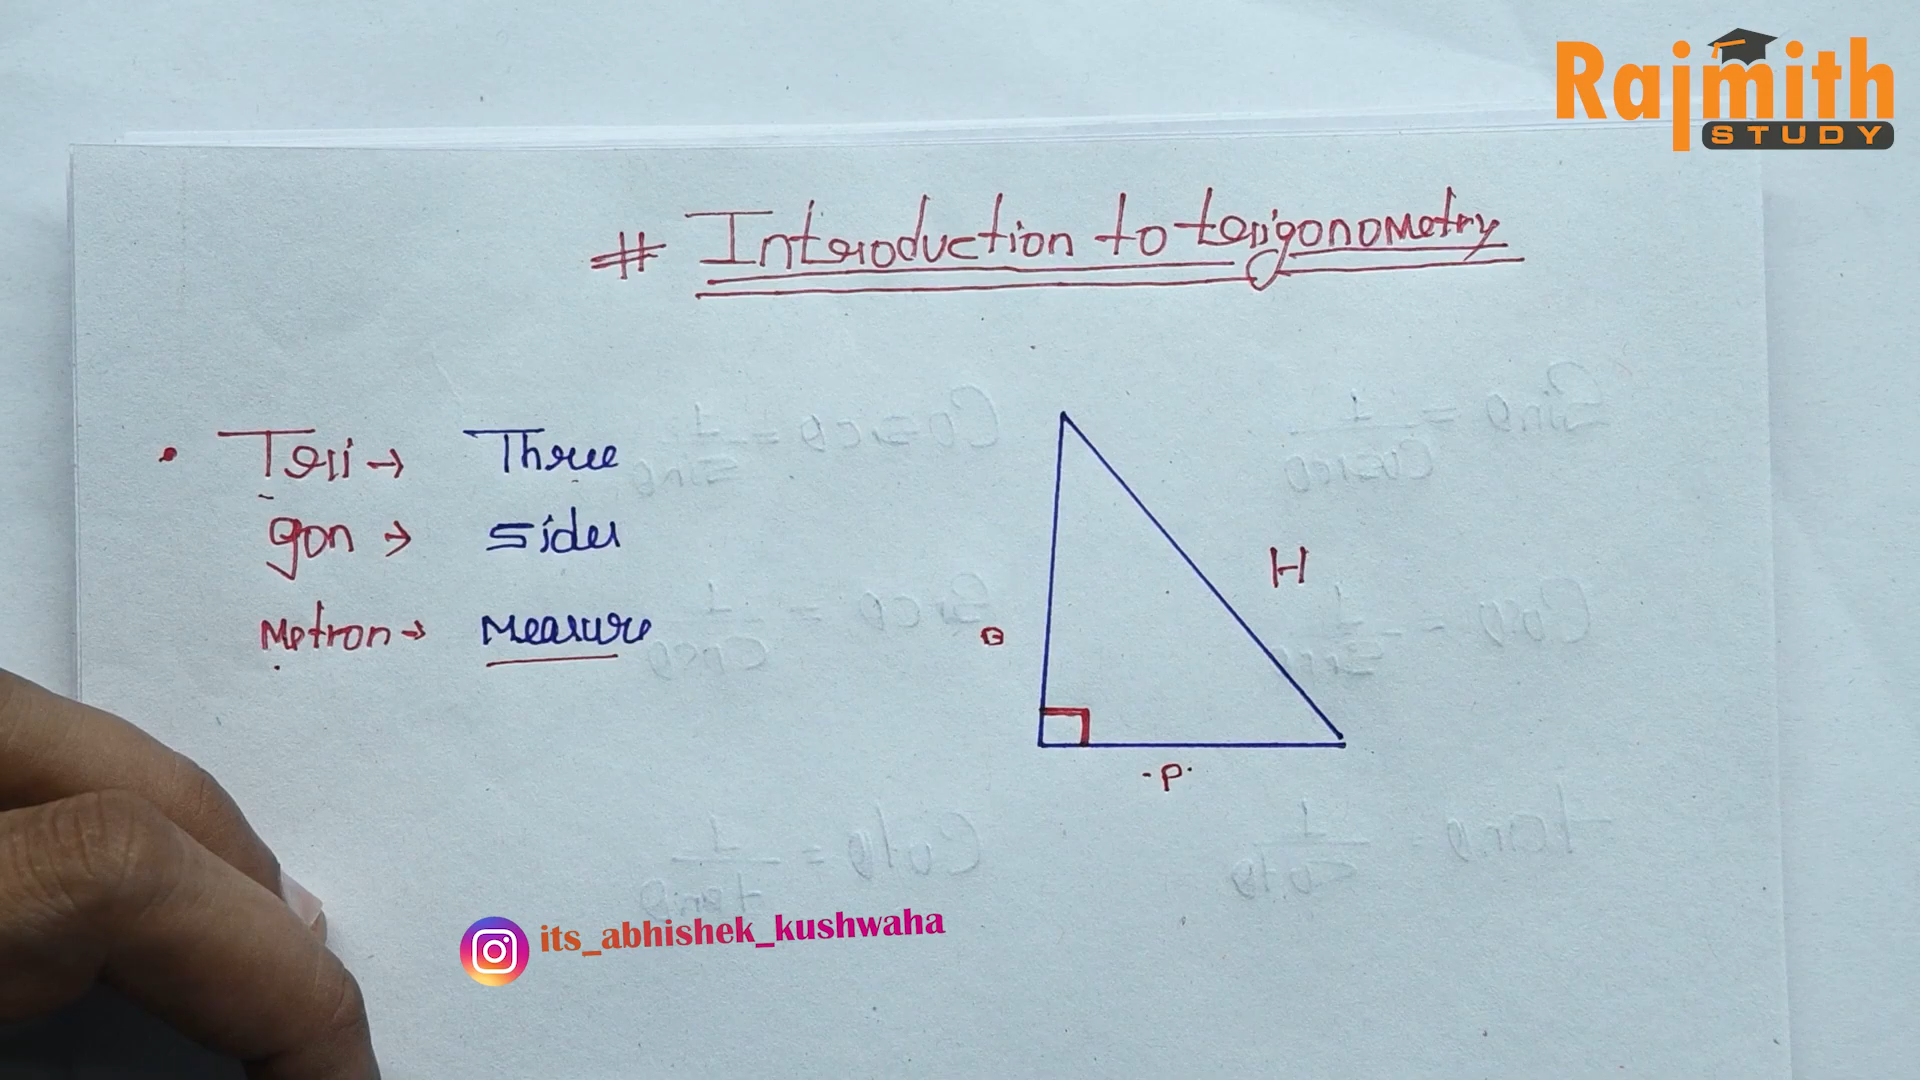 Rajmith
STUDY
# Introduction to trigonometry
• Tri → Three
gon → sides
Metron → Measure
H
B
P
its_abhishek_kushwaha